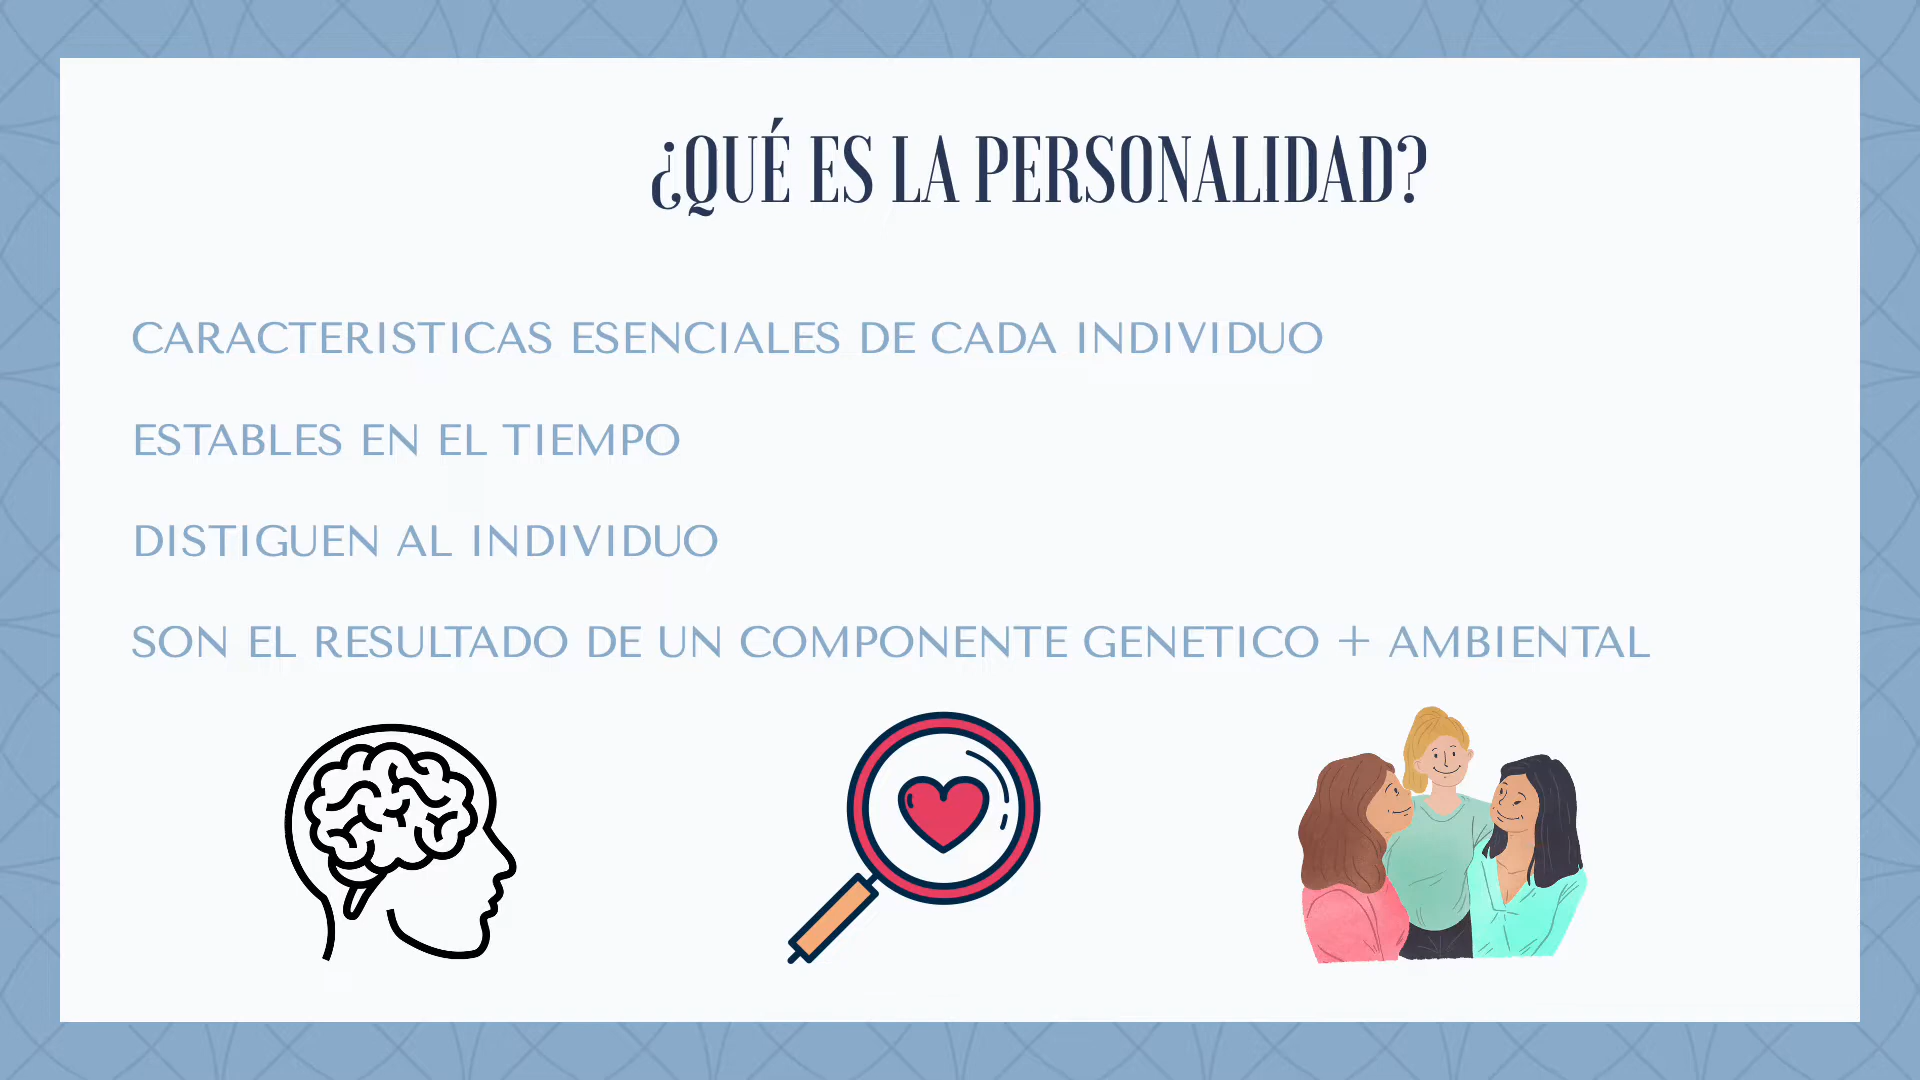 ¿QUÉ ES LA PERSONALIDAD?
CARACTERISTICAS ESENCIALES DE CADA INDIVIDUO
ESTABLES EN EL TIEMPO
DISTIGUEN AL INDIVIDUO
SON EL RESULTADO DE UN COMPONENTE GENETICO + AMBIENTAL